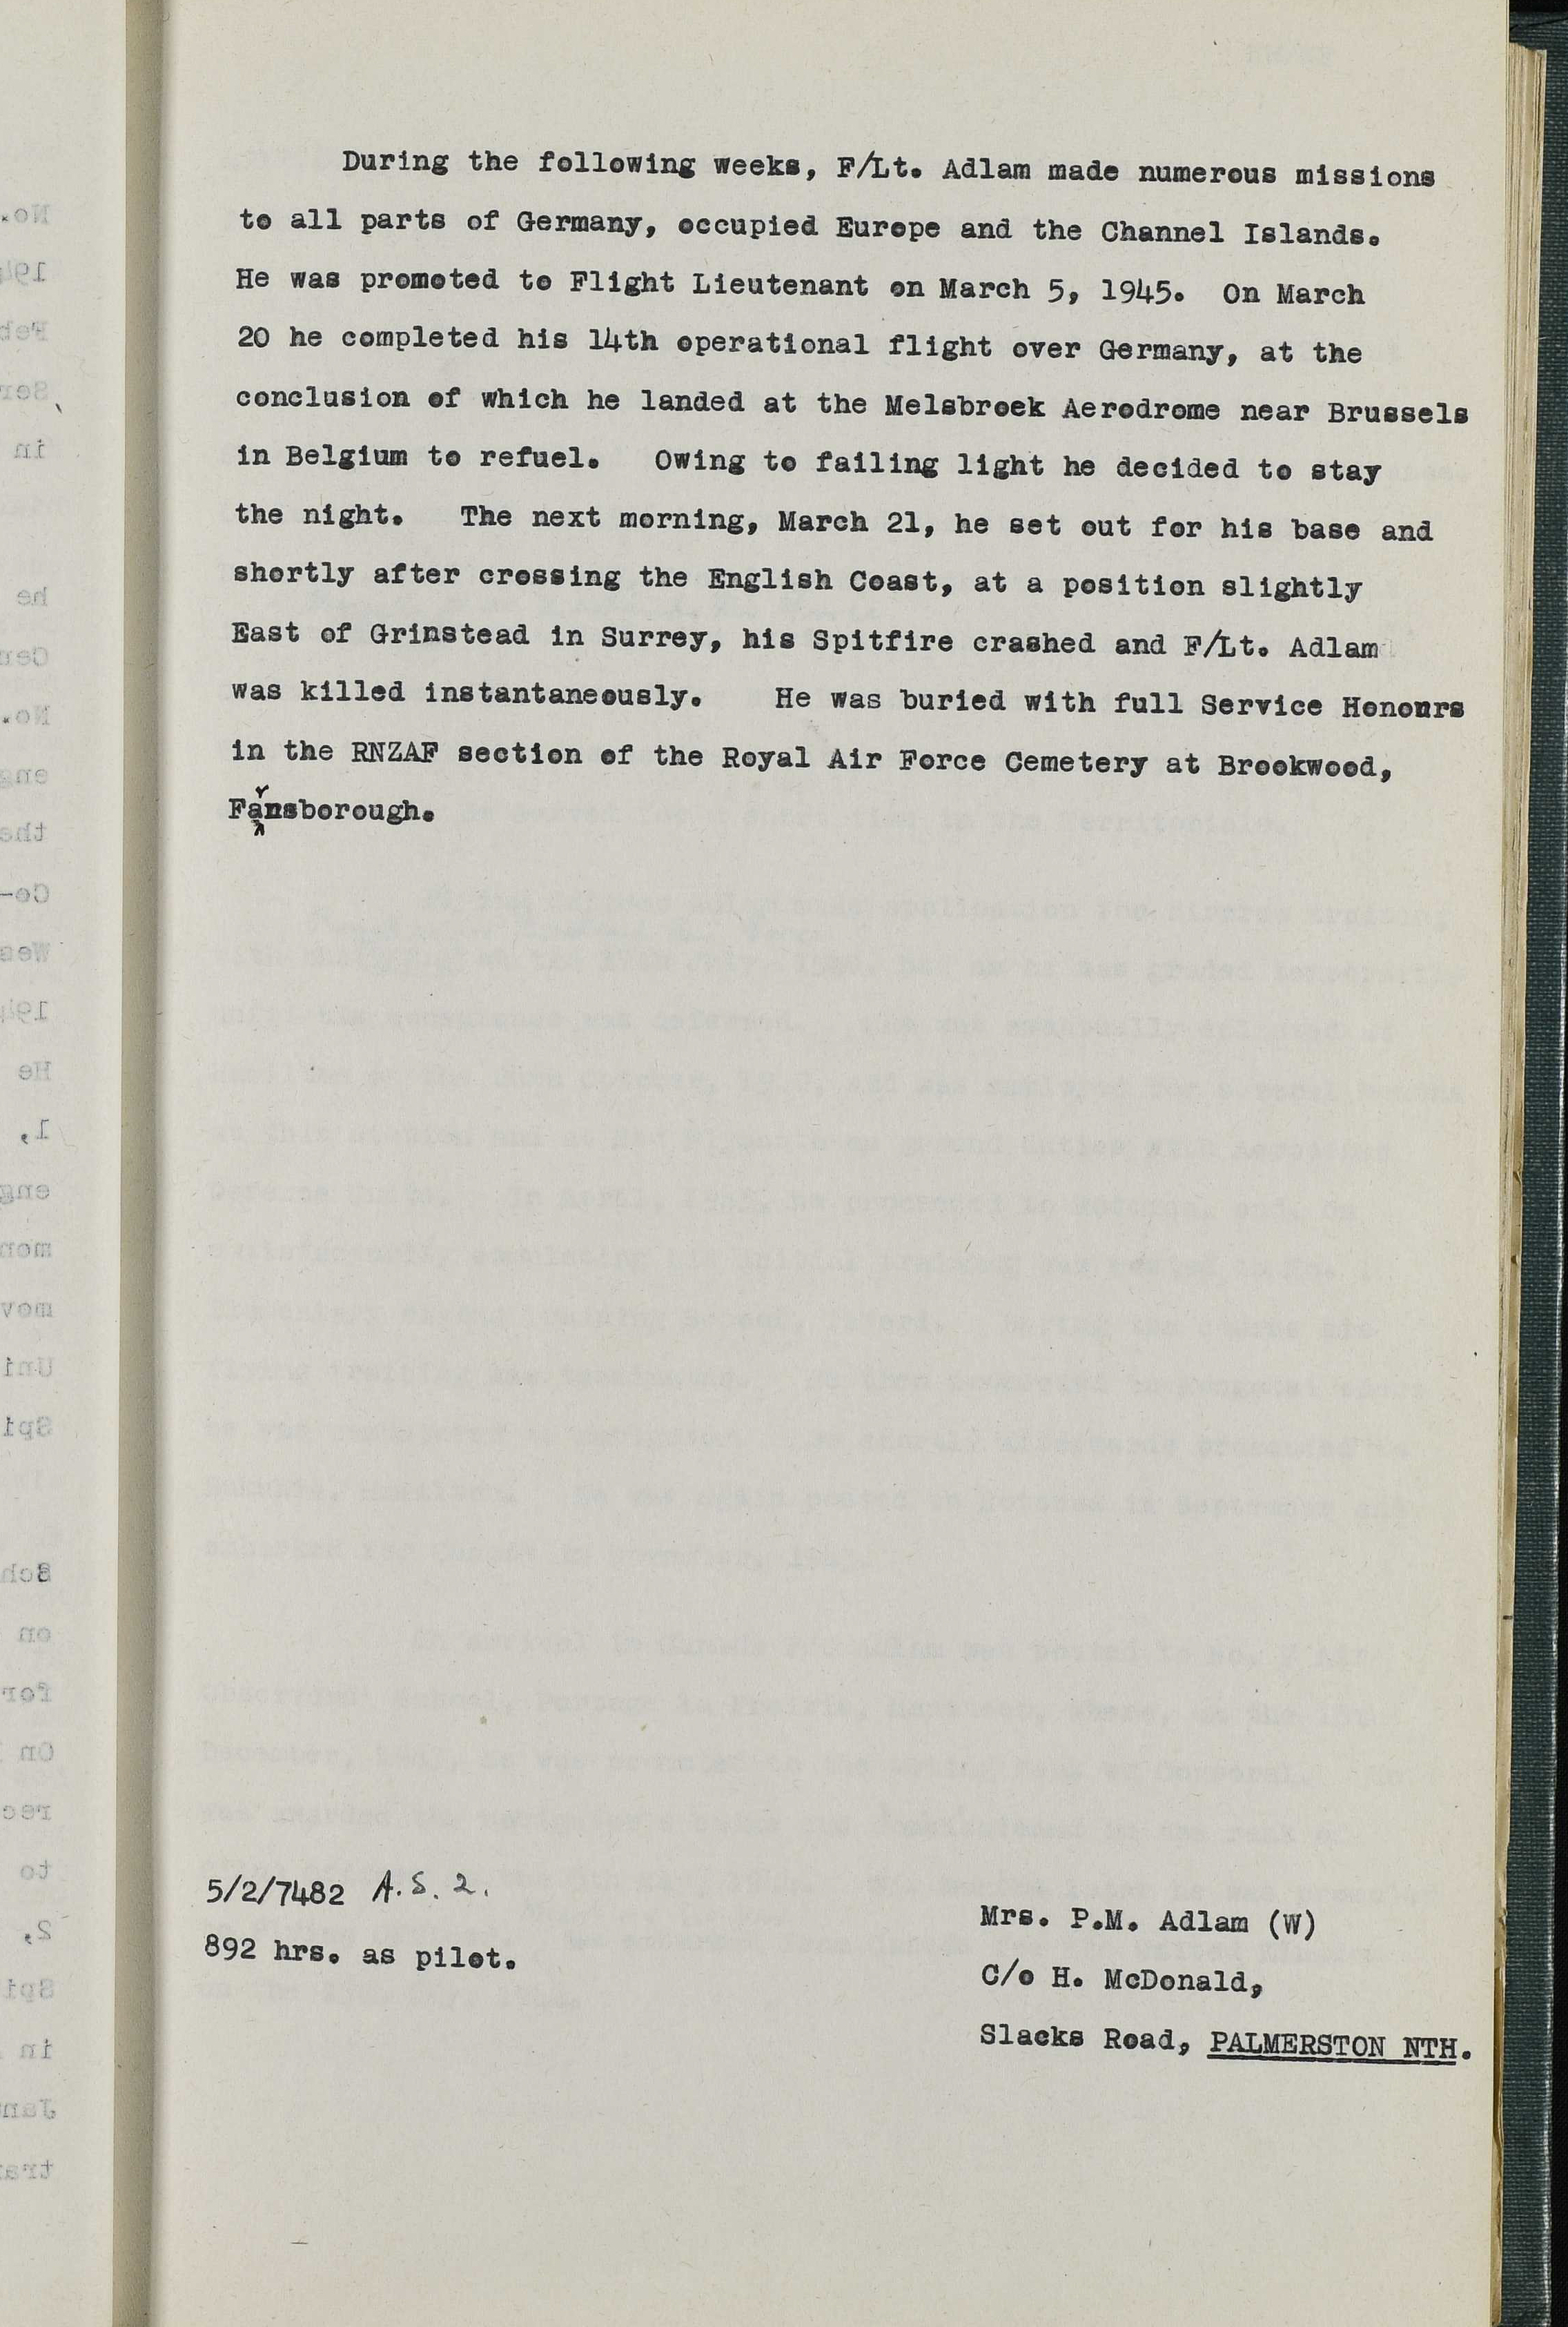 During the following weeks, F/Lt. Adlam made numerous missions
to all parts of Germany, occupied Europe and the Channel Islands.
He was promoted to Flight Lieutenant on March 5, 1945. On March
20 he completed his 14th operational flight over Germany, at the
conclusion of which he landed at the Melsbroek Aerodrome near Brussels
in Belgium to refuel. Owing to failing light he decided to stay
the night. The next morning, March 21, he set out for his base and
shortly after crossing the English Coast, at a position slightly
East of Grinstead in Surrey, his Spitfire crashed and F/Lt. Adlam
was killed instantaneously. He was buried with full Service Honours
in the RNZAF section of the Royal Air Force Cemetery at Brookwood,
Farnsborough.
5/2/7482 A.S. 2.
892 hrs. as pilot.
Mrs. P.M. Adlam (W)
C/o H. McDonald,
Slacks Road, PALMERSTON NTH.